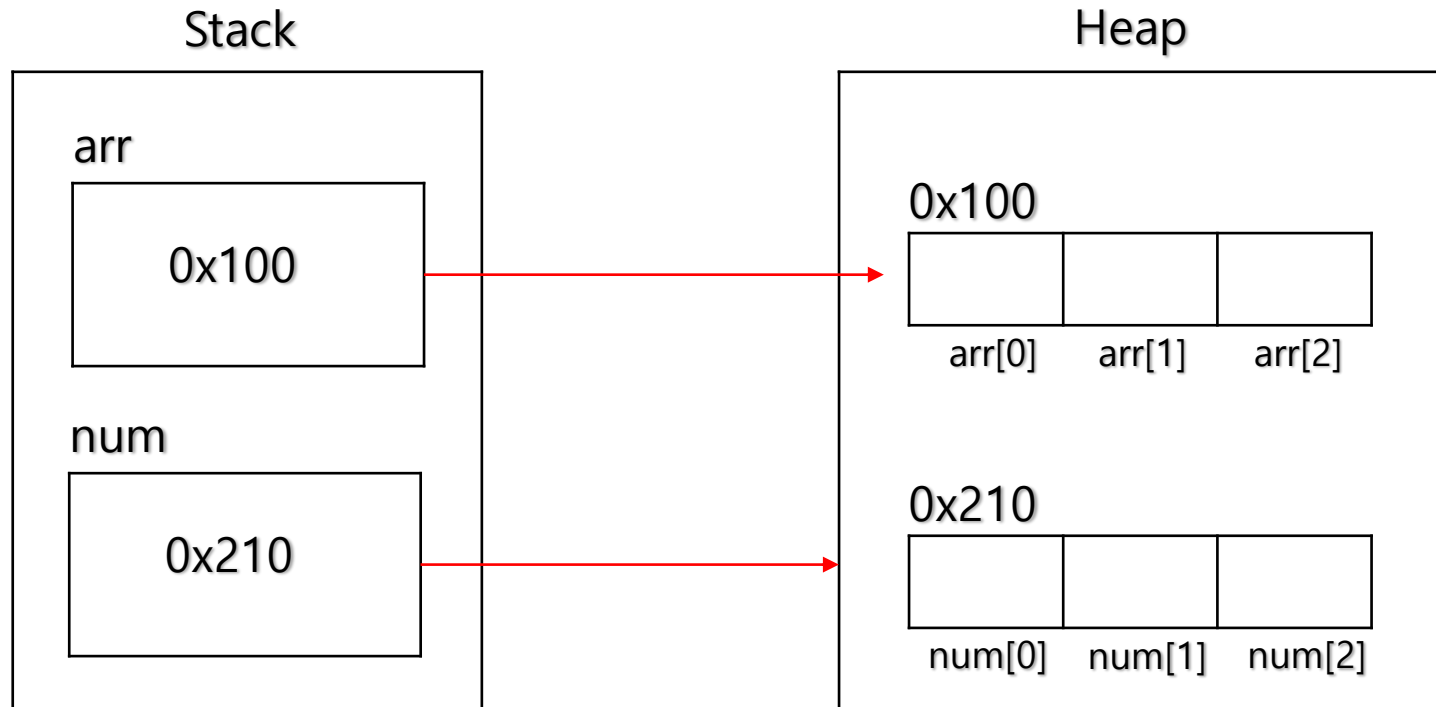 Stack
Heap
arr
0x100
0x100
arr[0] arr[1] arr[2]
num
0x210
0x210
num[0] num[1] num[2]